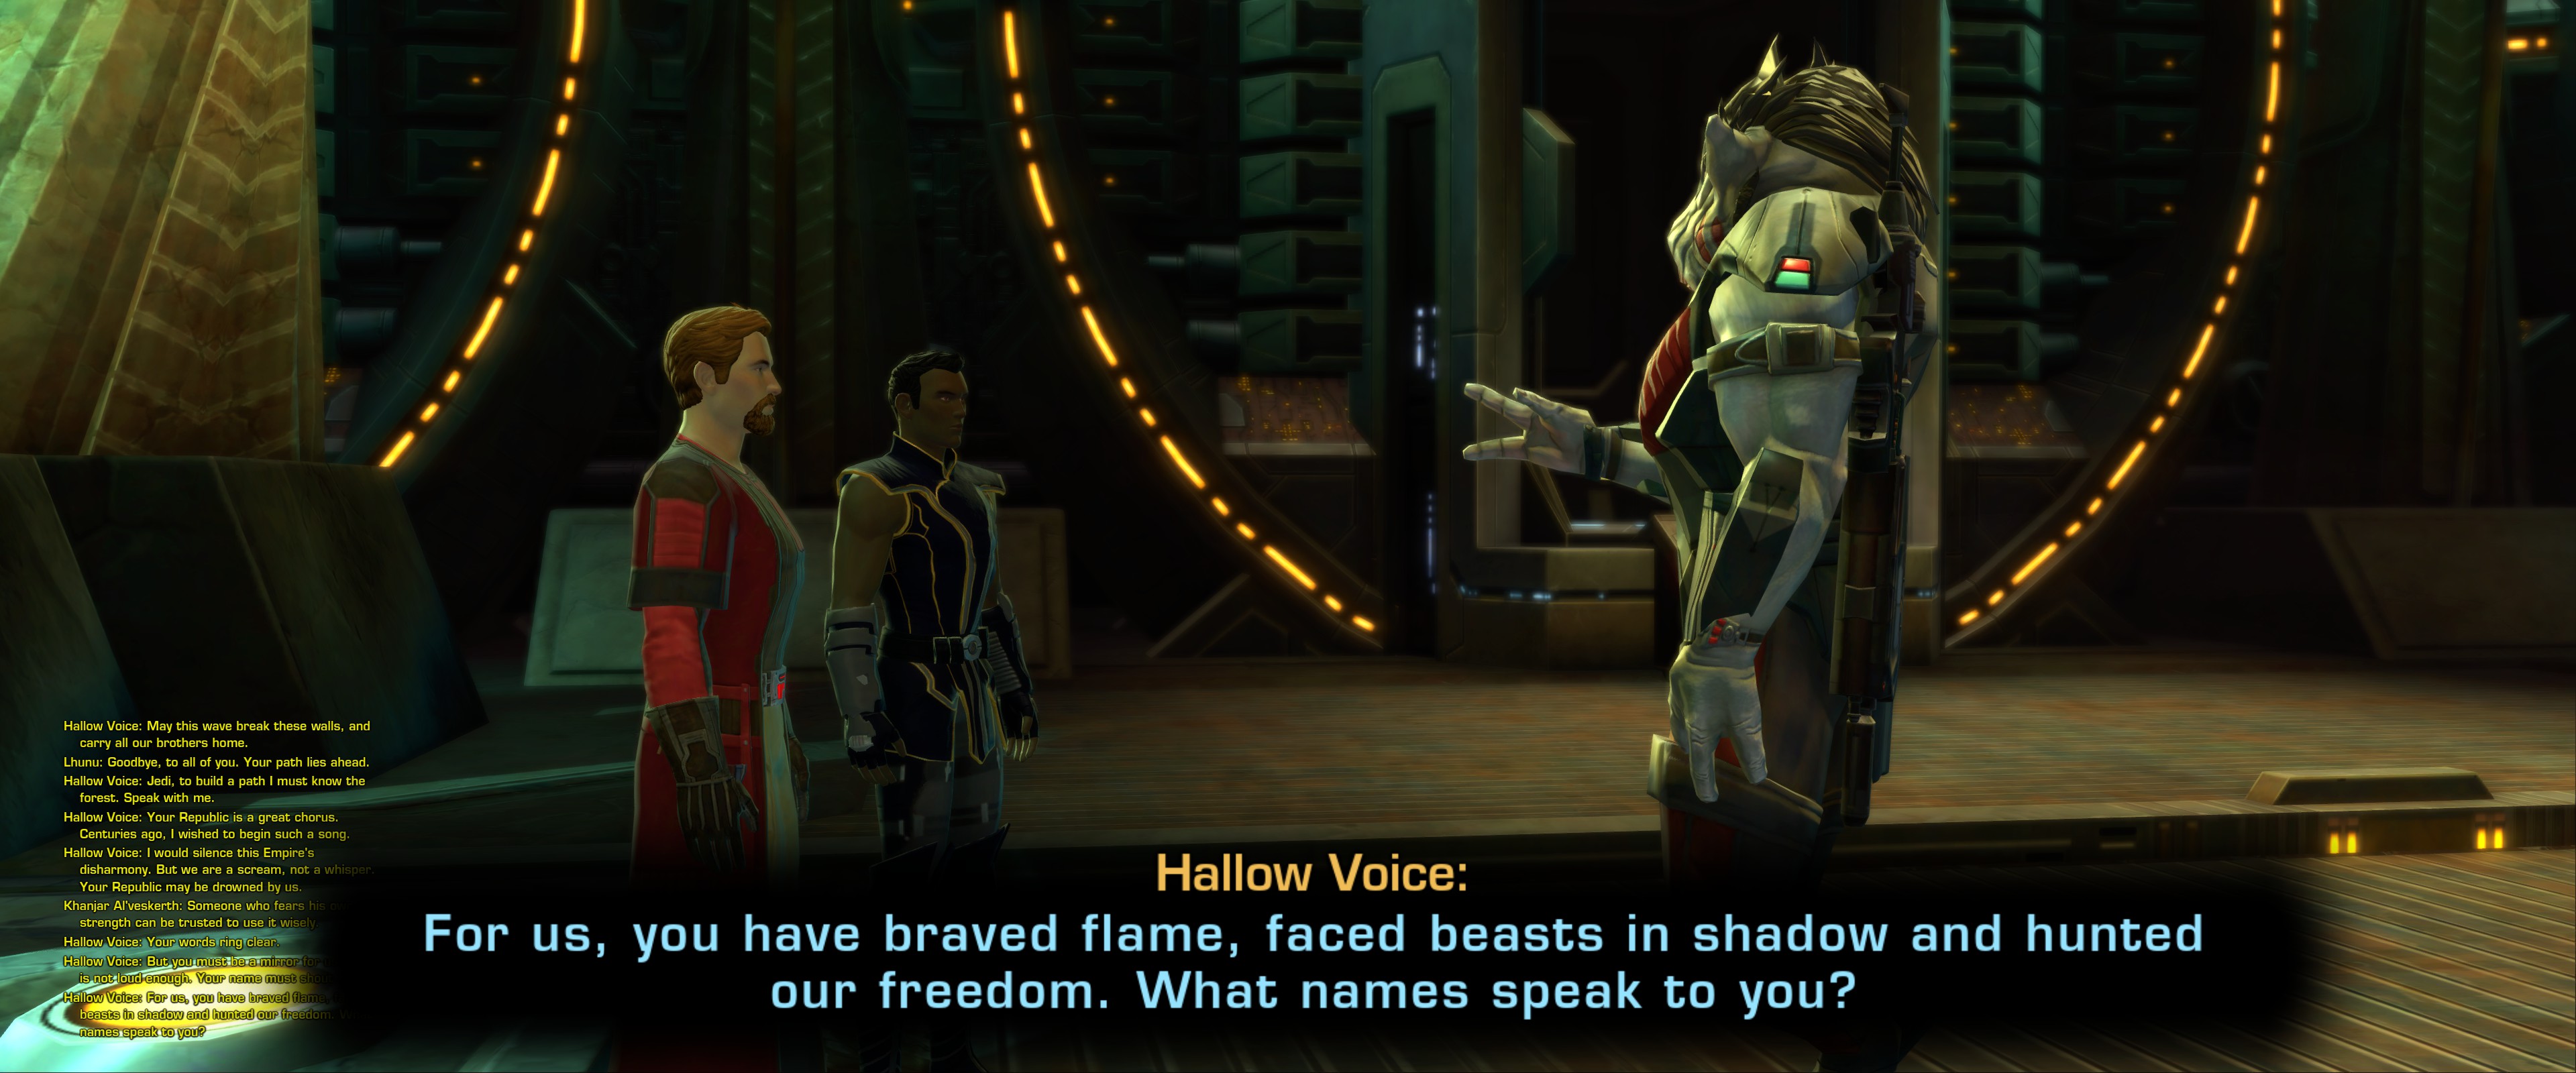 Hallow Voice: May this wave break these walls, and
carry all our brothers home.
Lhunu: Goodbye, to all of you. Your path lies ahead.
Hallow Voice: Jedi, to build a path I must know the
forest. Speak with me.
Hallow Voice: Your Republic is a great chorus.
Centuries ago, I wished to begin such a song.
Hallow Voice: I would silence this Empire's
disharmony. But we are a scream, not a whisper.
Your Republic may be drowned by us.
Khanjar Al'veskerth: Someone who fears his
strength can be trusted to use it wisely.
Hallow Voice: Your words ring clear.
Hallow Voice: But you must be a mirror
is not loud enough. Your name must
Hallow Voice: For us, you have braved flame,
beasts in shadow and hunted our freedom.
names speak to you?
Hallow Voice:
For us, you have braved flame, faced beasts in shadow and hunted
our freedom. What names speak to you?